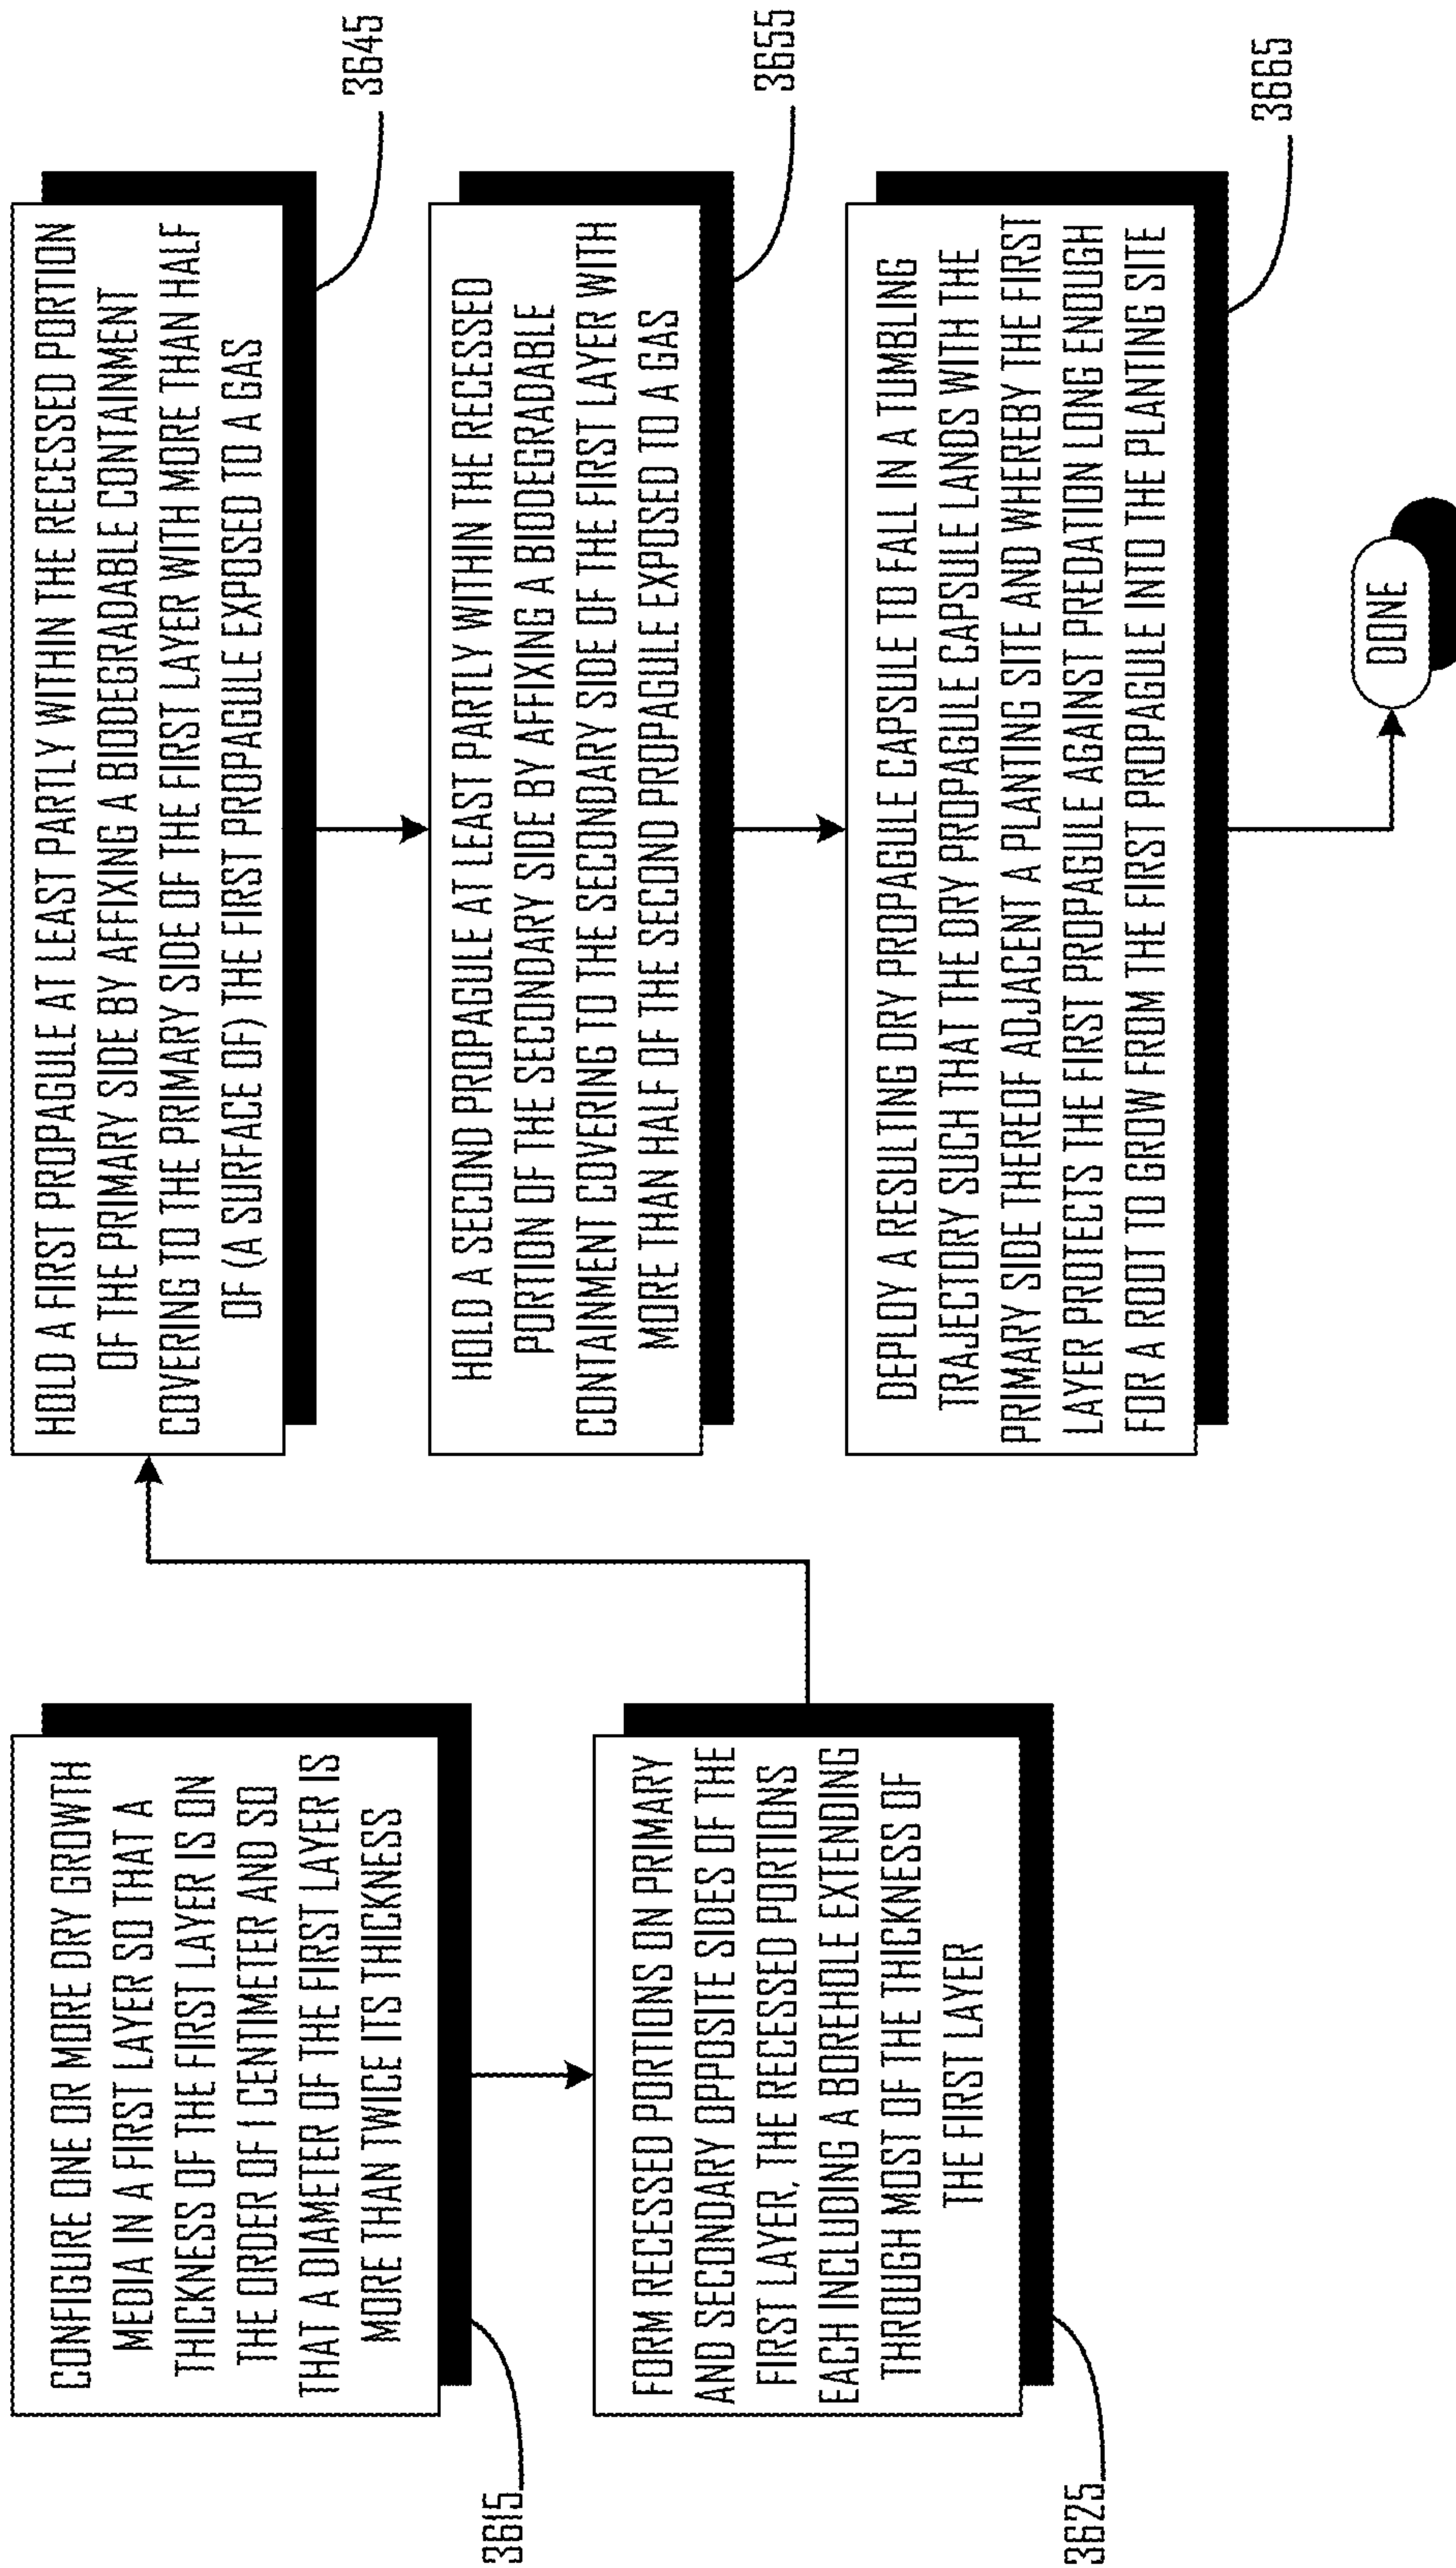 CONFIGURE ONE OR MORE DRY GROWTH
MEDIA IN A FIRST LAYER SO THAT A
THICKNESS OF THE FIRST LAYER IS ON
THE ORDER OF 1 CENTIMETER AND SO
THAT A DIAMETER OF THE FIRST LAYER IS
MORE THAN TWICE ITS THICKNESS
3615
FORM RECESSED PORTIONS ON PRIMARY
AND SECONDARY OPPOSITE SIDES OF THE
FIRST LAYER, THE RECESSED PORTIONS
EACH INCLUDING A BOREHOLE EXTENDING
THROUGH MOST OF THE THICKNESS OF
THE FIRST LAYER
3625
HOLD A FIRST PROPAGULE AT LEAST PARTLY WITHIN THE RECESSED PORTION
OF THE PRIMARY SIDE BY AFFIXING A BIODEGRADABLE CONTAINMENT
COVERING TO THE PRIMARY SIDE OF THE FIRST LAYER WITH MORE THAN HALF
OF (A SURFACE OF) THE FIRST PROPAGULE EXPOSED TO A GAS
3645
HOLD A SECOND PROPAGULE AT LEAST PARTLY WITHIN THE RECESSED
PORTION OF THE SECONDARY SIDE BY AFFIXING A BIODEGRADABLE
CONTAINMENT COVERING TO THE SECONDARY SIDE OF THE FIRST LAYER WITH
MORE THAN HALF OF THE SECOND PROPAGULE EXPOSED TO A GAS
3655
DEPLOY A RESULTING DRY PROPAGULE CAPSULE TO FALL IN A TUMBLING
TRAJECTORY SUCH THAT THE DRY PROPAGULE CAPSULE LANDS WITH THE
PRIMARY SIDE THEREOF ADJACENT A PLANTING SITE AND WHEREBY THE FIRST
LAYER PROTECTS THE FIRST PROPAGULE AGAINST PREDATION LONG ENOUGH
FOR A ROOT TO GROW FROM THE FIRST PROPAGULE INTO THE PLANTING SITE
3665
DONE